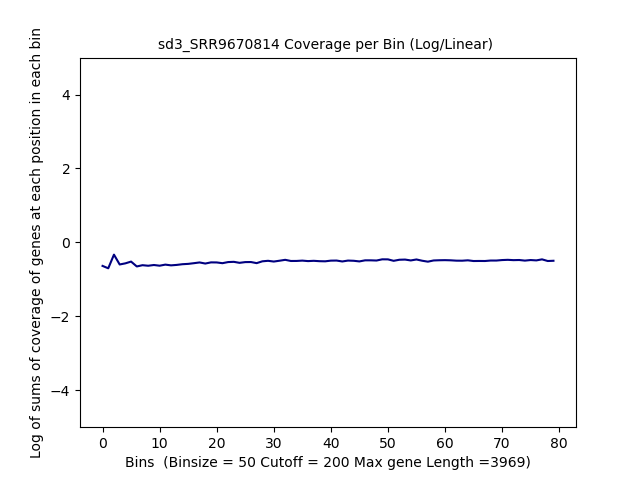 sd3_SRR9670814 Coverage per Bin (Log/Linear)
Log of sums of coverage of genes at each position in each bin
4
2
0
−2
−4
0 10 20 30 40 50 60 70 80
Bins  (Binsize = 50 Cutoff = 200 Max gene Length =3969)